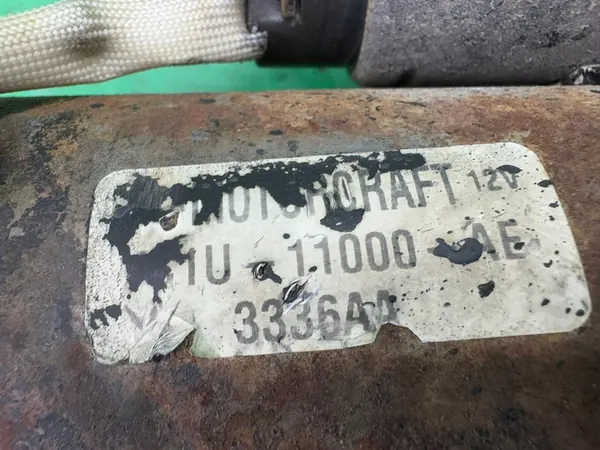 MOTORCRAFT 12V
1U - 11000 - AE
3336AA